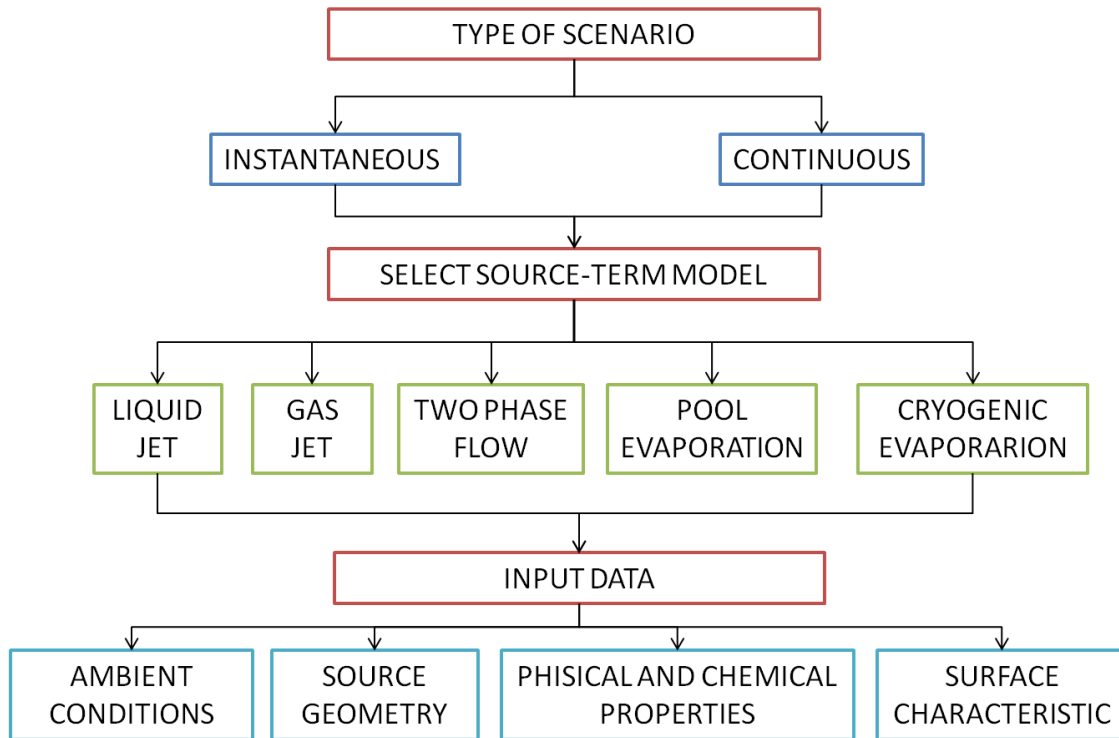 TYPE OF SCENARIO
INSTANTANEOUS
CONTINUOUS
SELECT SOURCE-TERM MODEL
LIQUID
JET
GAS
JET
TWO PHASE
FLOW
POOL
EVAPORATION
CRYOGENIC
EVAPORARION
INPUT DATA
AMBIENT
CONDITIONS
SOURCE
GEOMETRY
PHISICAL AND CHEMICAL
PROPERTIES
SURFACE
CHARACTERISTIC